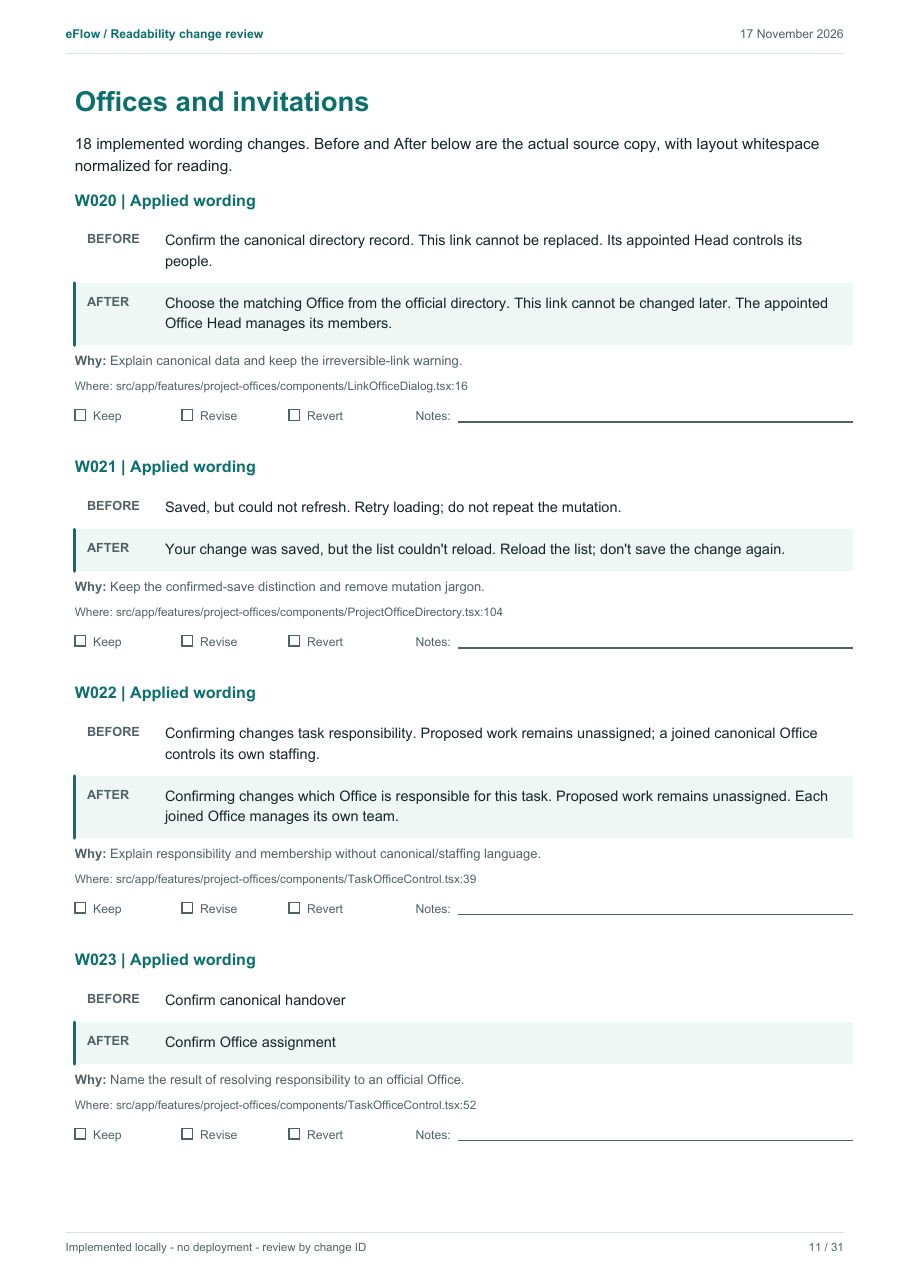 eFlow / Readability change review
17 November 2026
Offices and invitations
18 implemented wording changes. Before and After below are the actual source copy, with layout whitespace
normalized for reading.
W020 | Applied wording
BEFORE
Confirm the canonical directory record. This link cannot be replaced. Its appointed Head controls its
people.
AFTER
Choose the matching Office from the official directory. This link cannot be changed later. The appointed
Office Head manages its members.
Why: Explain canonical data and keep the irreversible-link warning.
Where: src/app/features/project-offices/components/LinkOfficeDialog.tsx:16
Keep Revise Revert Notes:
W021 | Applied wording
BEFORE
Saved, but could not refresh. Retry loading; do not repeat the mutation.
AFTER
Your change was saved, but the list couldn't reload. Reload the list; don't save the change again.
Why: Keep the confirmed-save distinction and remove mutation jargon.
Where: src/app/features/project-offices/components/ProjectOfficeDirectory.tsx:104
Keep Revise Revert Notes:
W022 | Applied wording
BEFORE
Confirming changes task responsibility. Proposed work remains unassigned; a joined canonical Office
controls its own staffing.
AFTER
Confirming changes which Office is responsible for this task. Proposed work remains unassigned. Each
joined Office manages its own team.
Why: Explain responsibility and membership without canonical/staffing language.
Where: src/app/features/project-offices/components/TaskOfficeControl.tsx:39
Keep Revise Revert Notes:
W023 | Applied wording
BEFORE
Confirm canonical handover
AFTER
Confirm Office assignment
Why: Name the result of resolving responsibility to an official Office.
Where: src/app/features/project-offices/components/TaskOfficeControl.tsx:52
Keep Revise Revert Notes:
Implemented locally - no deployment - review by change ID
11 / 31